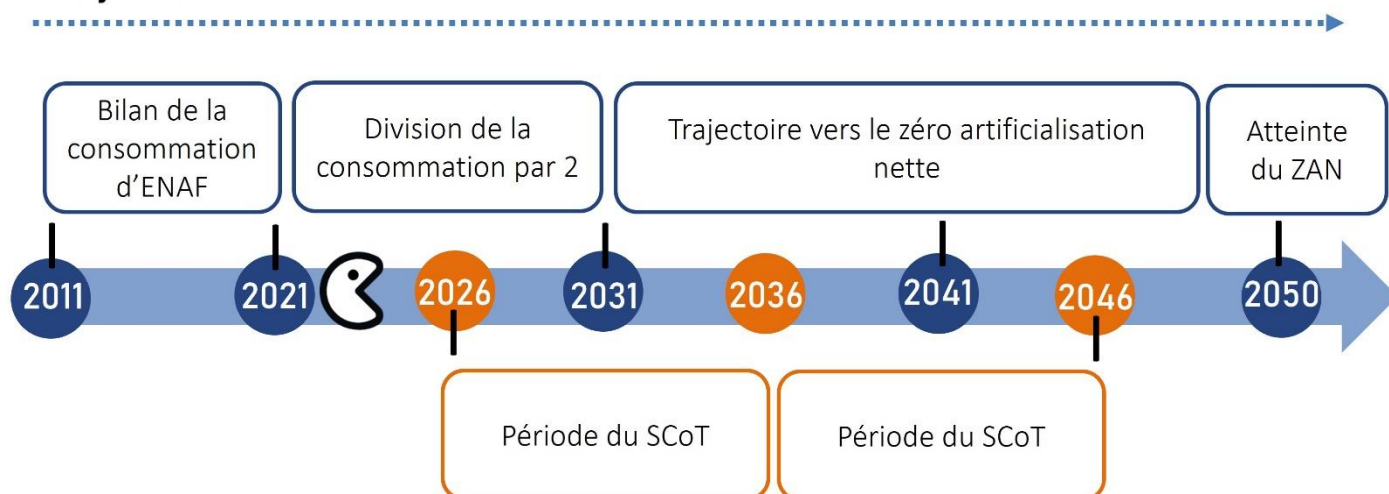 Bilan de la
consommation
d'ENAF
Division de la
consommation par 2
Trajectoire vers le zéro artificialisation
nette
Atteinte
du ZAN
2011
2021
2026
2031
2036
2041
2046
2050
Période du SCoT
Période du SCoT